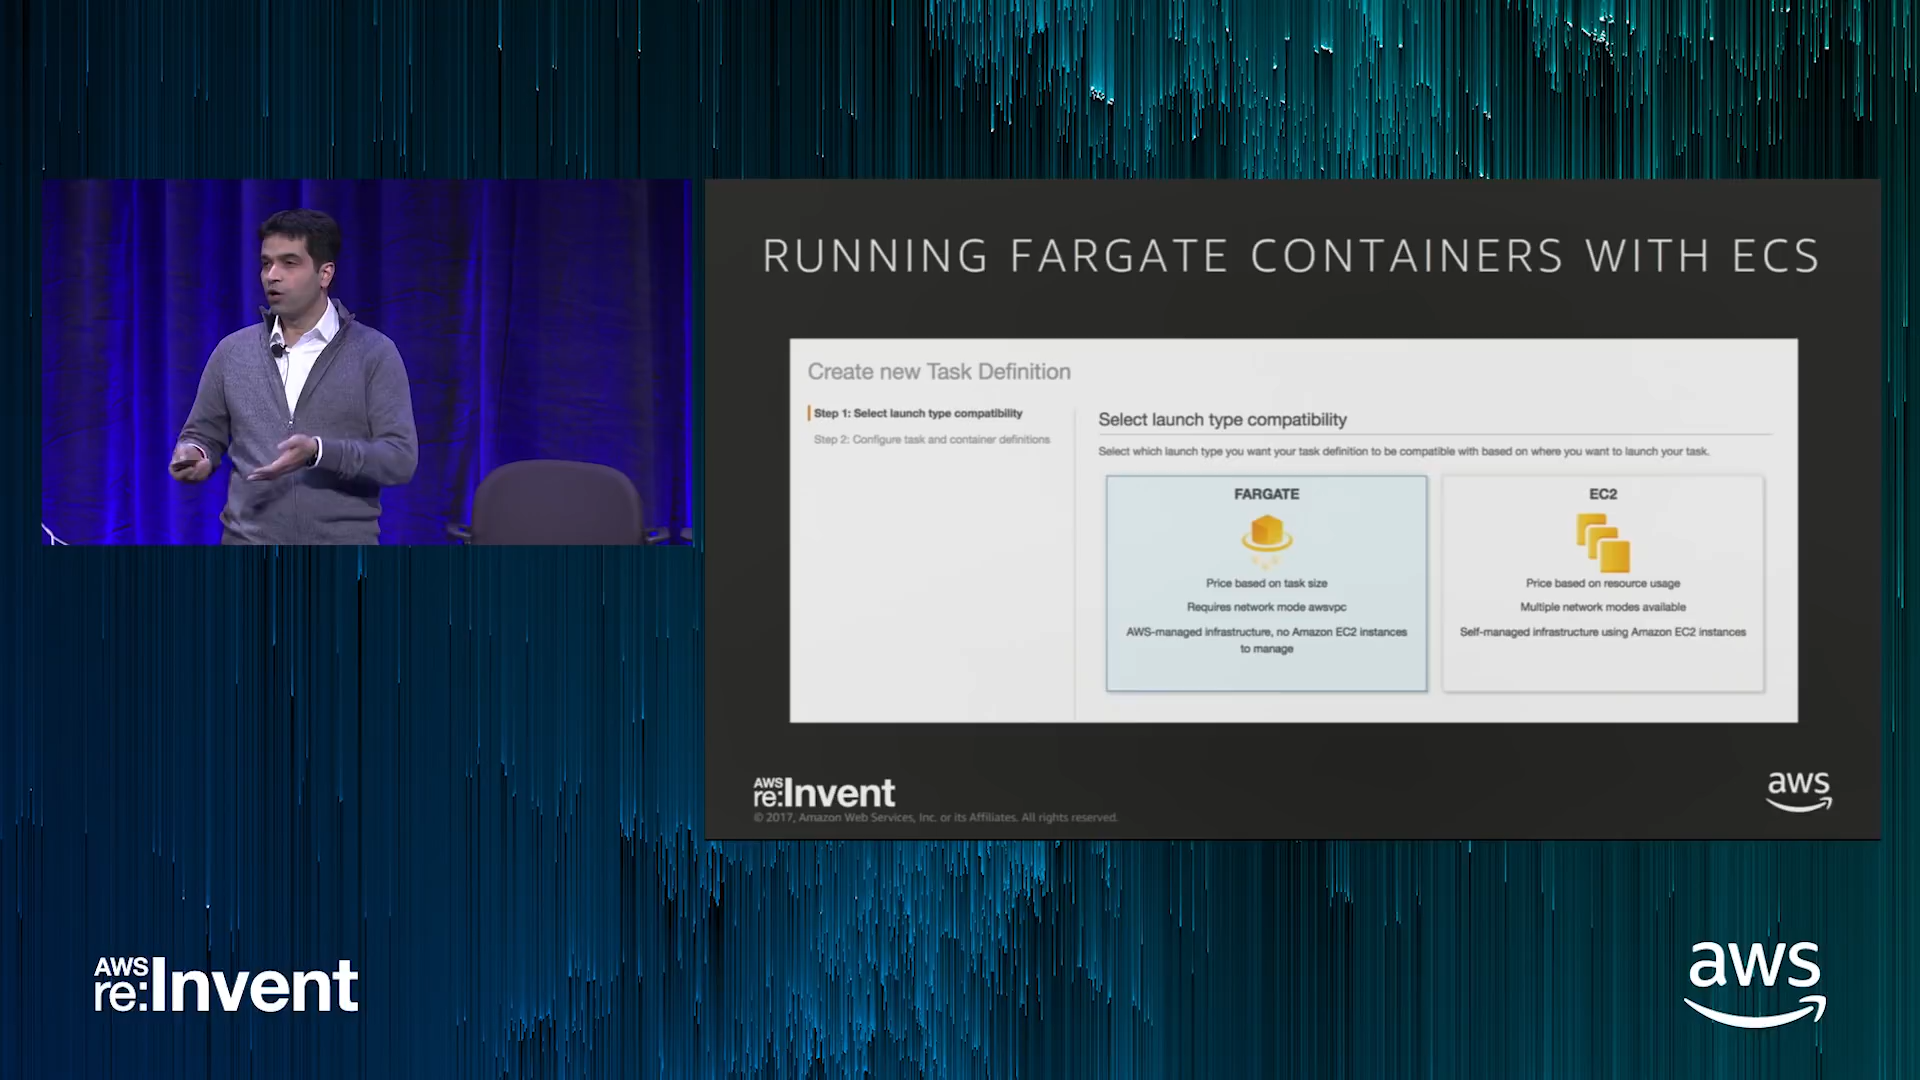 RUNNING FARGATE CONTAINERS WITH ECS
Create new Task Definition
Step 1: Select launch type compatibility
Step 2: Configure task and container definitions
Select launch type compatibility
Select which launch type you want your task definition to be compatible with based on where you want to launch your task.
FARGATE
Price based on task size
Requires network mode awsvpc
AWS-managed infrastructure, no Amazon EC2 instances
to manage
EC2
Price based on resource usage
Multiple network modes available
Self-managed infrastructure using Amazon EC2 instances
AWS
re:Invent
© 2017, Amazon Web Services, Inc. or its Affiliates. All rights reserved.
aws
AWS
re:Invent
aws